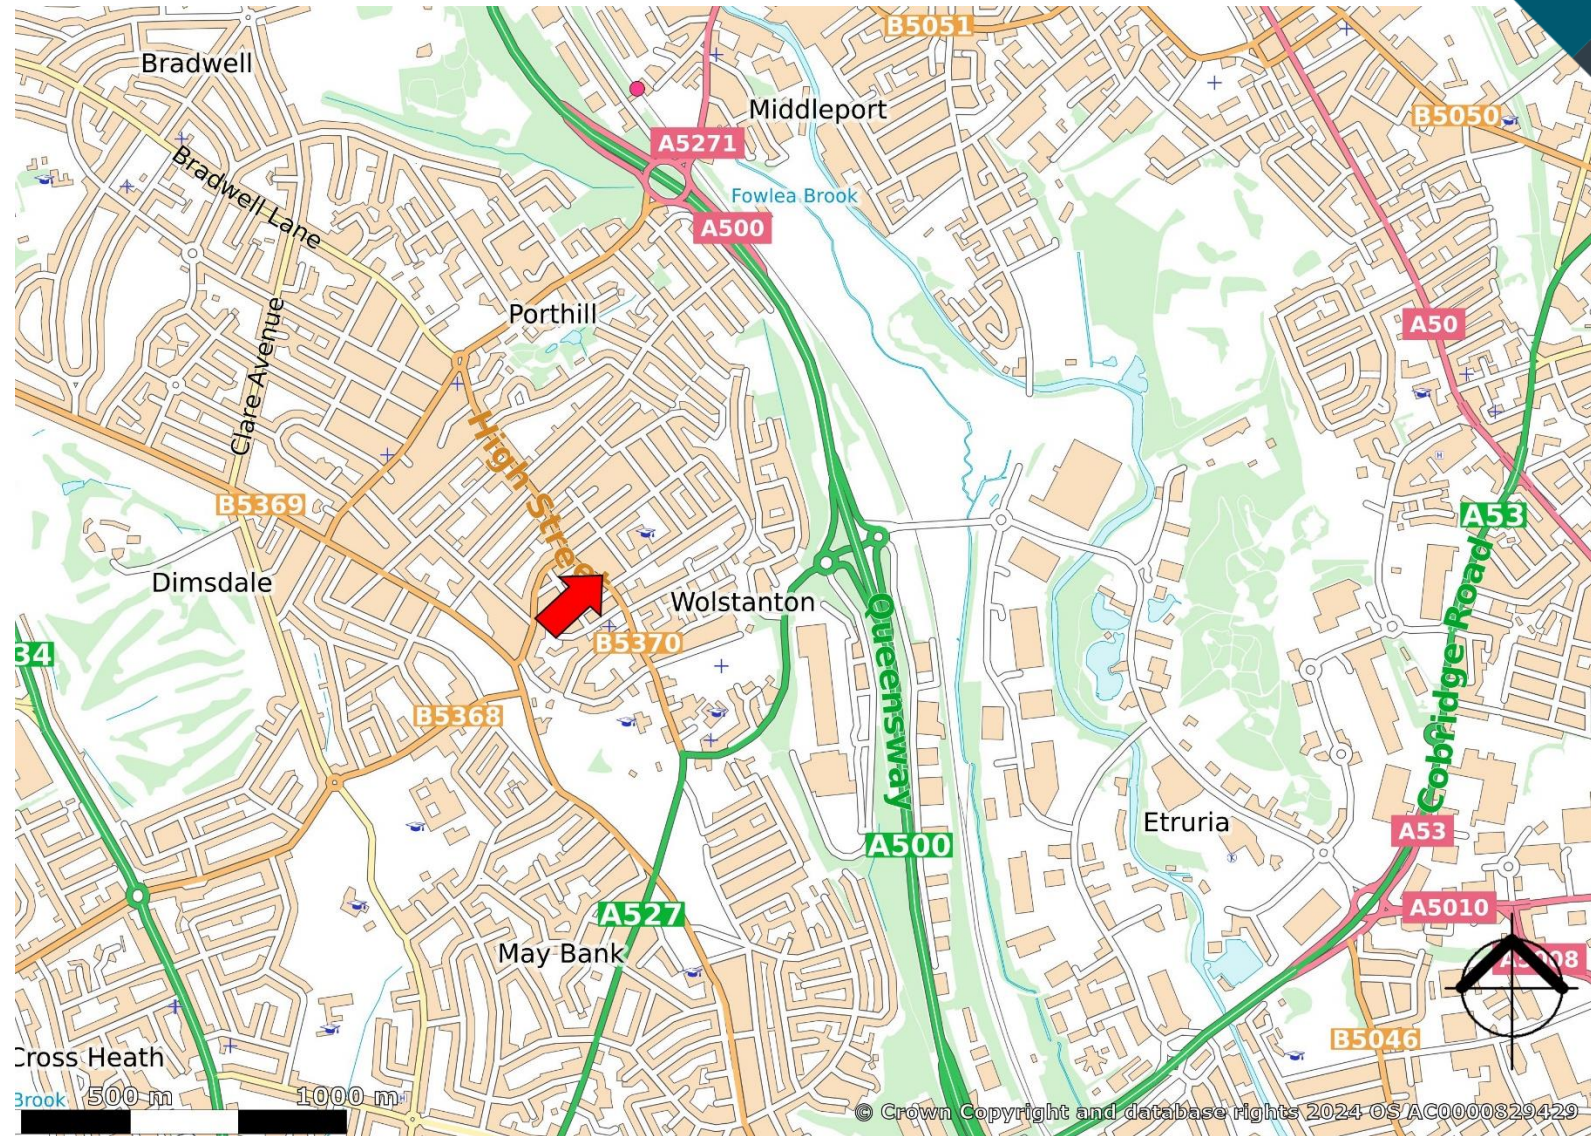 B5051
Bradwell
Middleport
B5050
A5271
Bradwell Lane
Fowlea Brook
A500
Porthill
A50
Clare Avenue
High Street
B5369
A53
Dimsdale
Wolstanton
B5370
34
Queensway
Cobridge Road
B5368
Etruria
A53
A500
A5010
A527
May Bank
B5046
Cross Heath
Brook
500 m
1000 m
© Crown Copyright and database rights 2024 OS AC0000829429